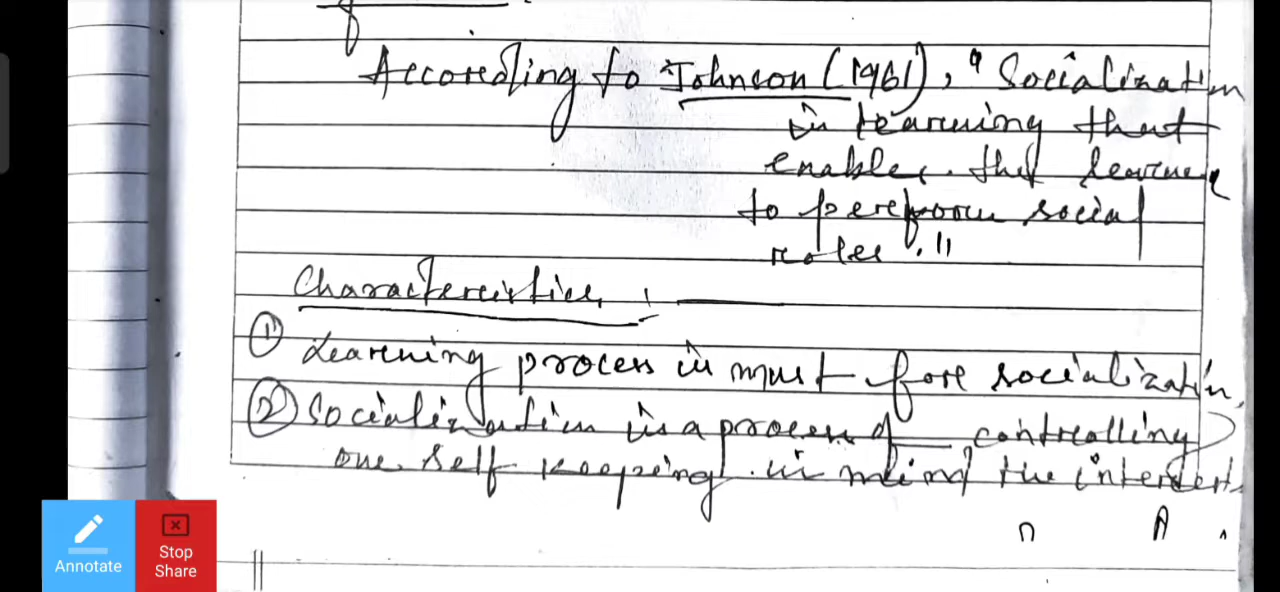 According to Johnson (1961), "Socialization
is learning that
enables the learner
to perform social
roles."
Characteristics :
① Learning process is must for socialization.
② Socialization is a process of controlling
one self keeping in mind the interest
Annotate
Stop
Share